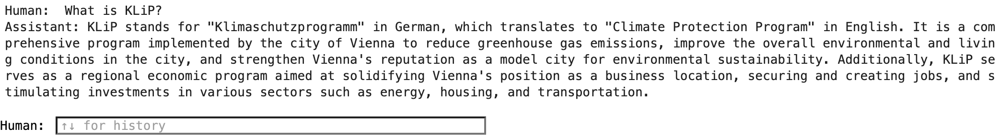 Human:  What is KLiP?
Assistant: KLiP stands for "Klimaschutzprogramm" in German, which translates to "Climate Protection Program" in English. It is a com
prehensive program implemented by the city of Vienna to reduce greenhouse gas emissions, improve the overall environmental and livin
g conditions in the city, and strengthen Vienna's reputation as a model city for environmental sustainability. Additionally, KLiP se
rves as a regional economic program aimed at solidifying Vienna's position as a business location, securing and creating jobs, and s
timulating investments in various sectors such as energy, housing, and transportation.
Human: ↑↓ for history